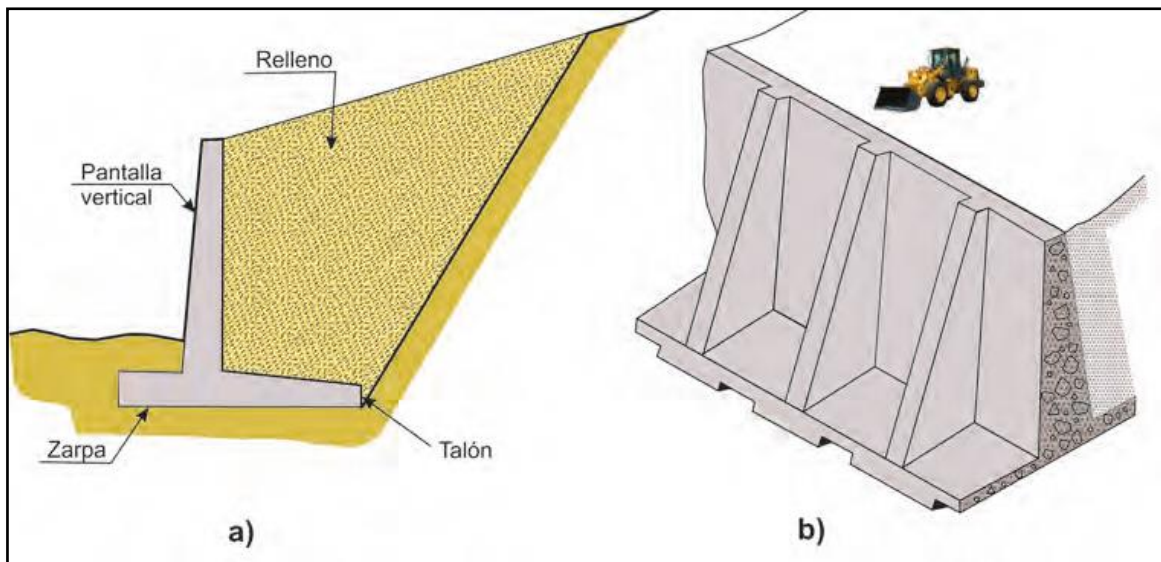 Relleno
Pantalla
vertical
Zarpa
Talón
a)
b)